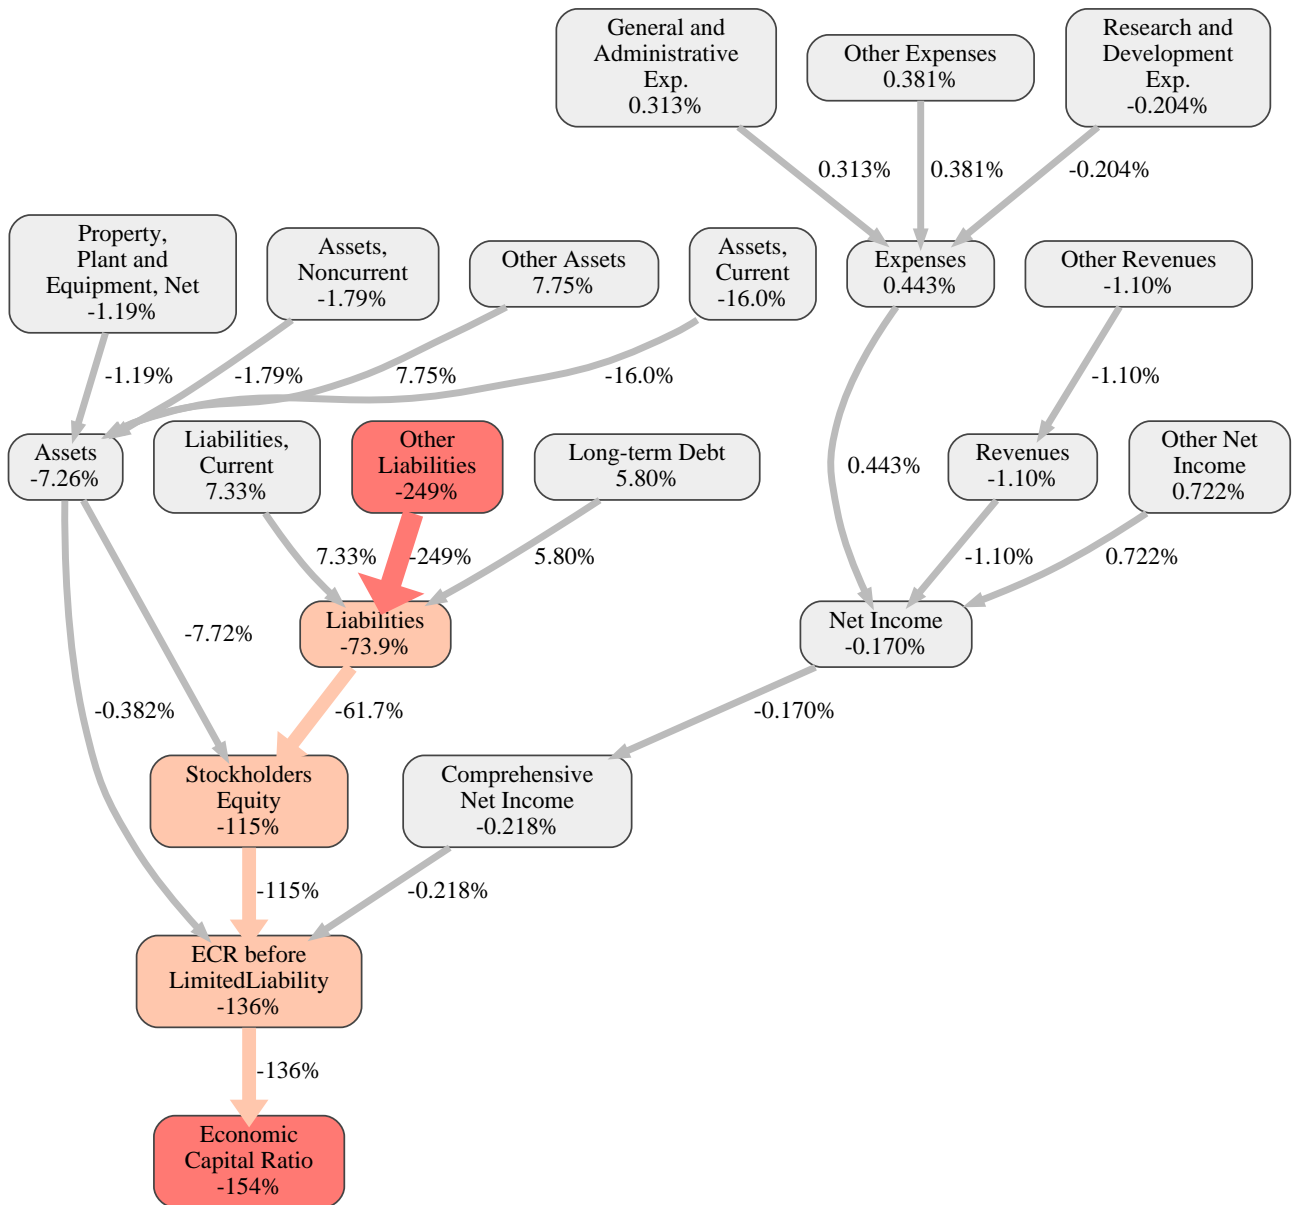 General and
Administrative
Exp.
0.313%
Other Expenses
0.381%
Research and
Development
Exp.
-0.204%
0.313%
0.381%
-0.204%
Property,
Plant and
Equipment, Net
-1.19%
Assets,
Noncurrent
-1.79%
Other Assets
7.75%
Assets,
Current
-16.0%
Expenses
0.443%
Other Revenues
-1.10%
-1.19%
-1.79%
7.75%
-16.0%
-1.10%
Assets
-7.26%
Liabilities,
Current
7.33%
Other
Liabilities
-249%
Long-term Debt
5.80%
0.443%
Revenues
-1.10%
Other Net
Income
0.722%
7.33%
-249%
5.80%
-1.10%
0.722%
-7.72%
Liabilities
-73.9%
Net Income
-0.170%
-0.382%
-61.7%
-0.170%
Stockholders
Equity
-115%
Comprehensive
Net Income
-0.218%
-115%
-0.218%
ECR before
LimitedLiability
-136%
-136%
Economic
Capital Ratio
-154%